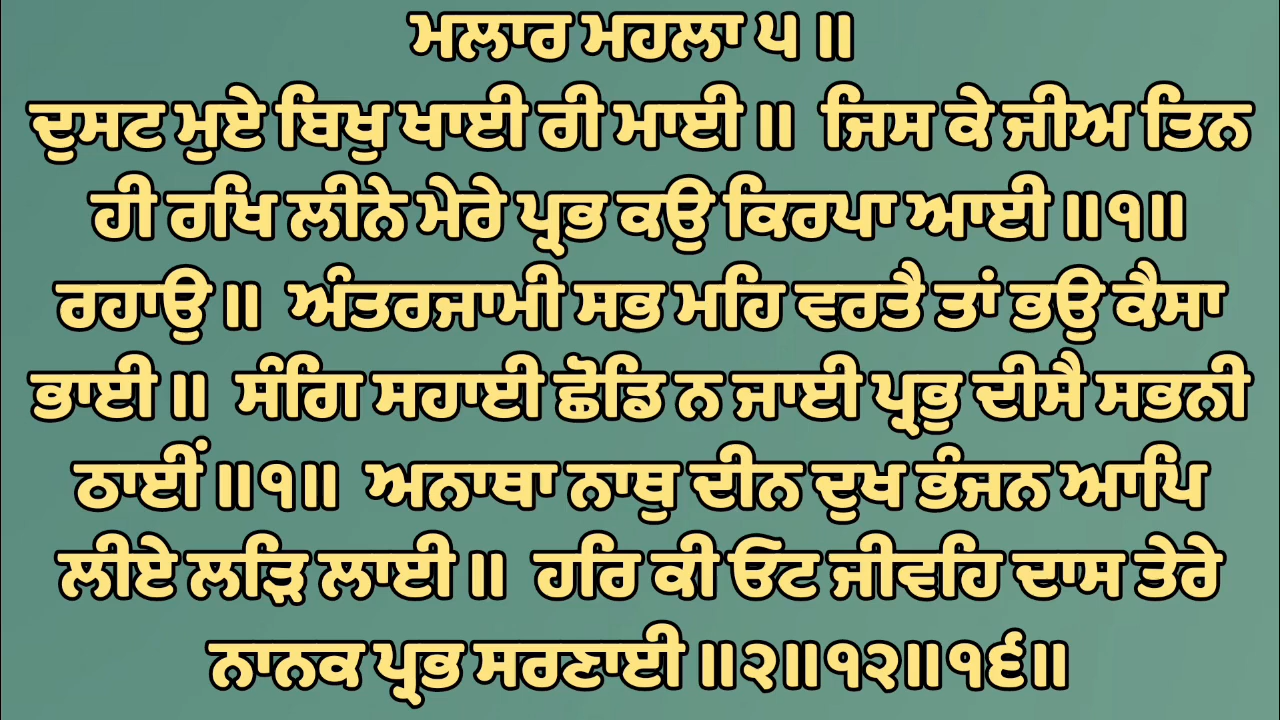 ਮਲਾਰ ਮਹਲਾ ੫ ॥
ਦੁਸਟ ਮੁਏ ਬਿਖੁ ਖਾਈ ਰੀ ਮਾਈ ॥ ਜਿਸ ਕੇ ਜੀਅ ਤਿਨ
ਹੀ ਰਖਿ ਲੀਨੇ ਮੇਰੇ ਪ੍ਰਭ ਕਉ ਕਿਰਪਾ ਆਈ ॥੧॥
ਰਹਾਉ ॥ ਅੰਤਰਜਾਮੀ ਸਭ ਮਹਿ ਵਰਤੈ ਤਾਂ ਭਉ ਕੈਸਾ
ਭਾਈ ॥ ਸੰਗਿ ਸਹਾਈ ਛੋਡਿ ਨ ਜਾਈ ਪ੍ਰਭੁ ਦੀਸੈ ਸਭਨੀ
ਠਾਈਂ ॥੧॥ ਅਨਾਥਾ ਨਾਥੁ ਦੀਨ ਦੁਖ ਭੰਜਨ ਆਪਿ
ਲੀਏ ਲੜਿ ਲਾਈ ॥ ਹਰਿ ਕੀ ਓਟ ਜੀਵਹਿ ਦਾਸ ਤੇਰੇ
ਨਾਨਕ ਪ੍ਰਭ ਸਰਣਾਈ ॥੨॥੧੨॥੧੬॥